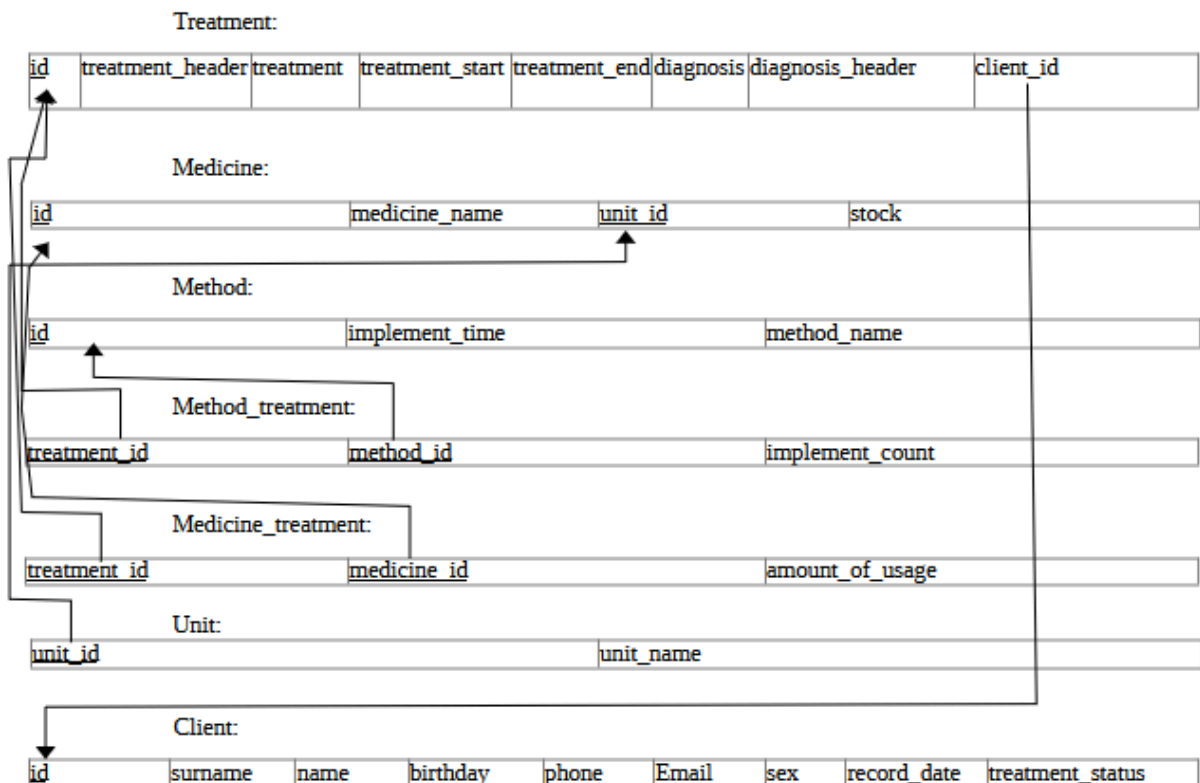 Treatment:
id treatment_header treatment treatment_start treatment_end diagnosis diagnosis_header client_id
Medicine:
id medicine_name unit_id stock
Method:
id implement_time method_name
Method_treatment:
treatment_id method_id implement_count
Medicine_treatment:
treatment_id medicine_id amount_of_usage
Unit:
unit_id unit_name
Client:
id surname name birthday phone Email sex record_date treatment_status